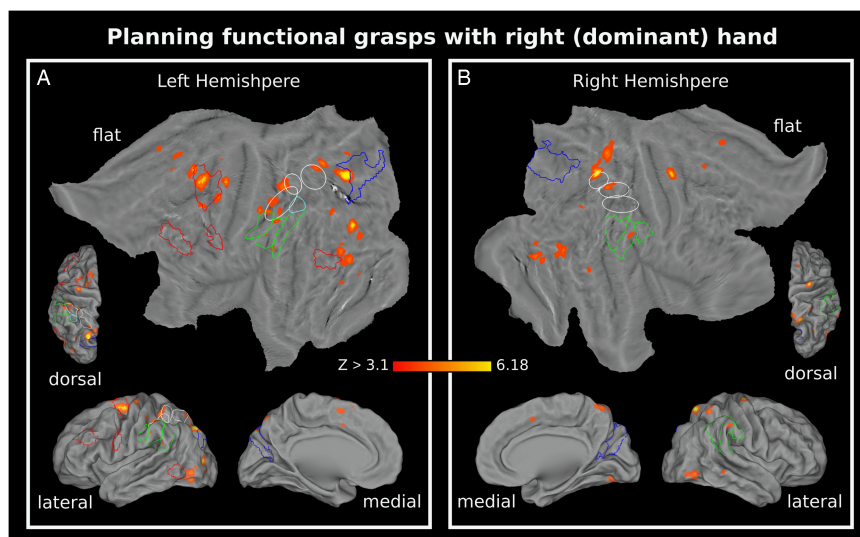 Planning functional grasps with right (dominant) hand
A
Left Hemishpere
flat
dorsal
lateral
medial
Z > 3.1
6.18
B
Right Hemishpere
flat
dorsal
medial
lateral